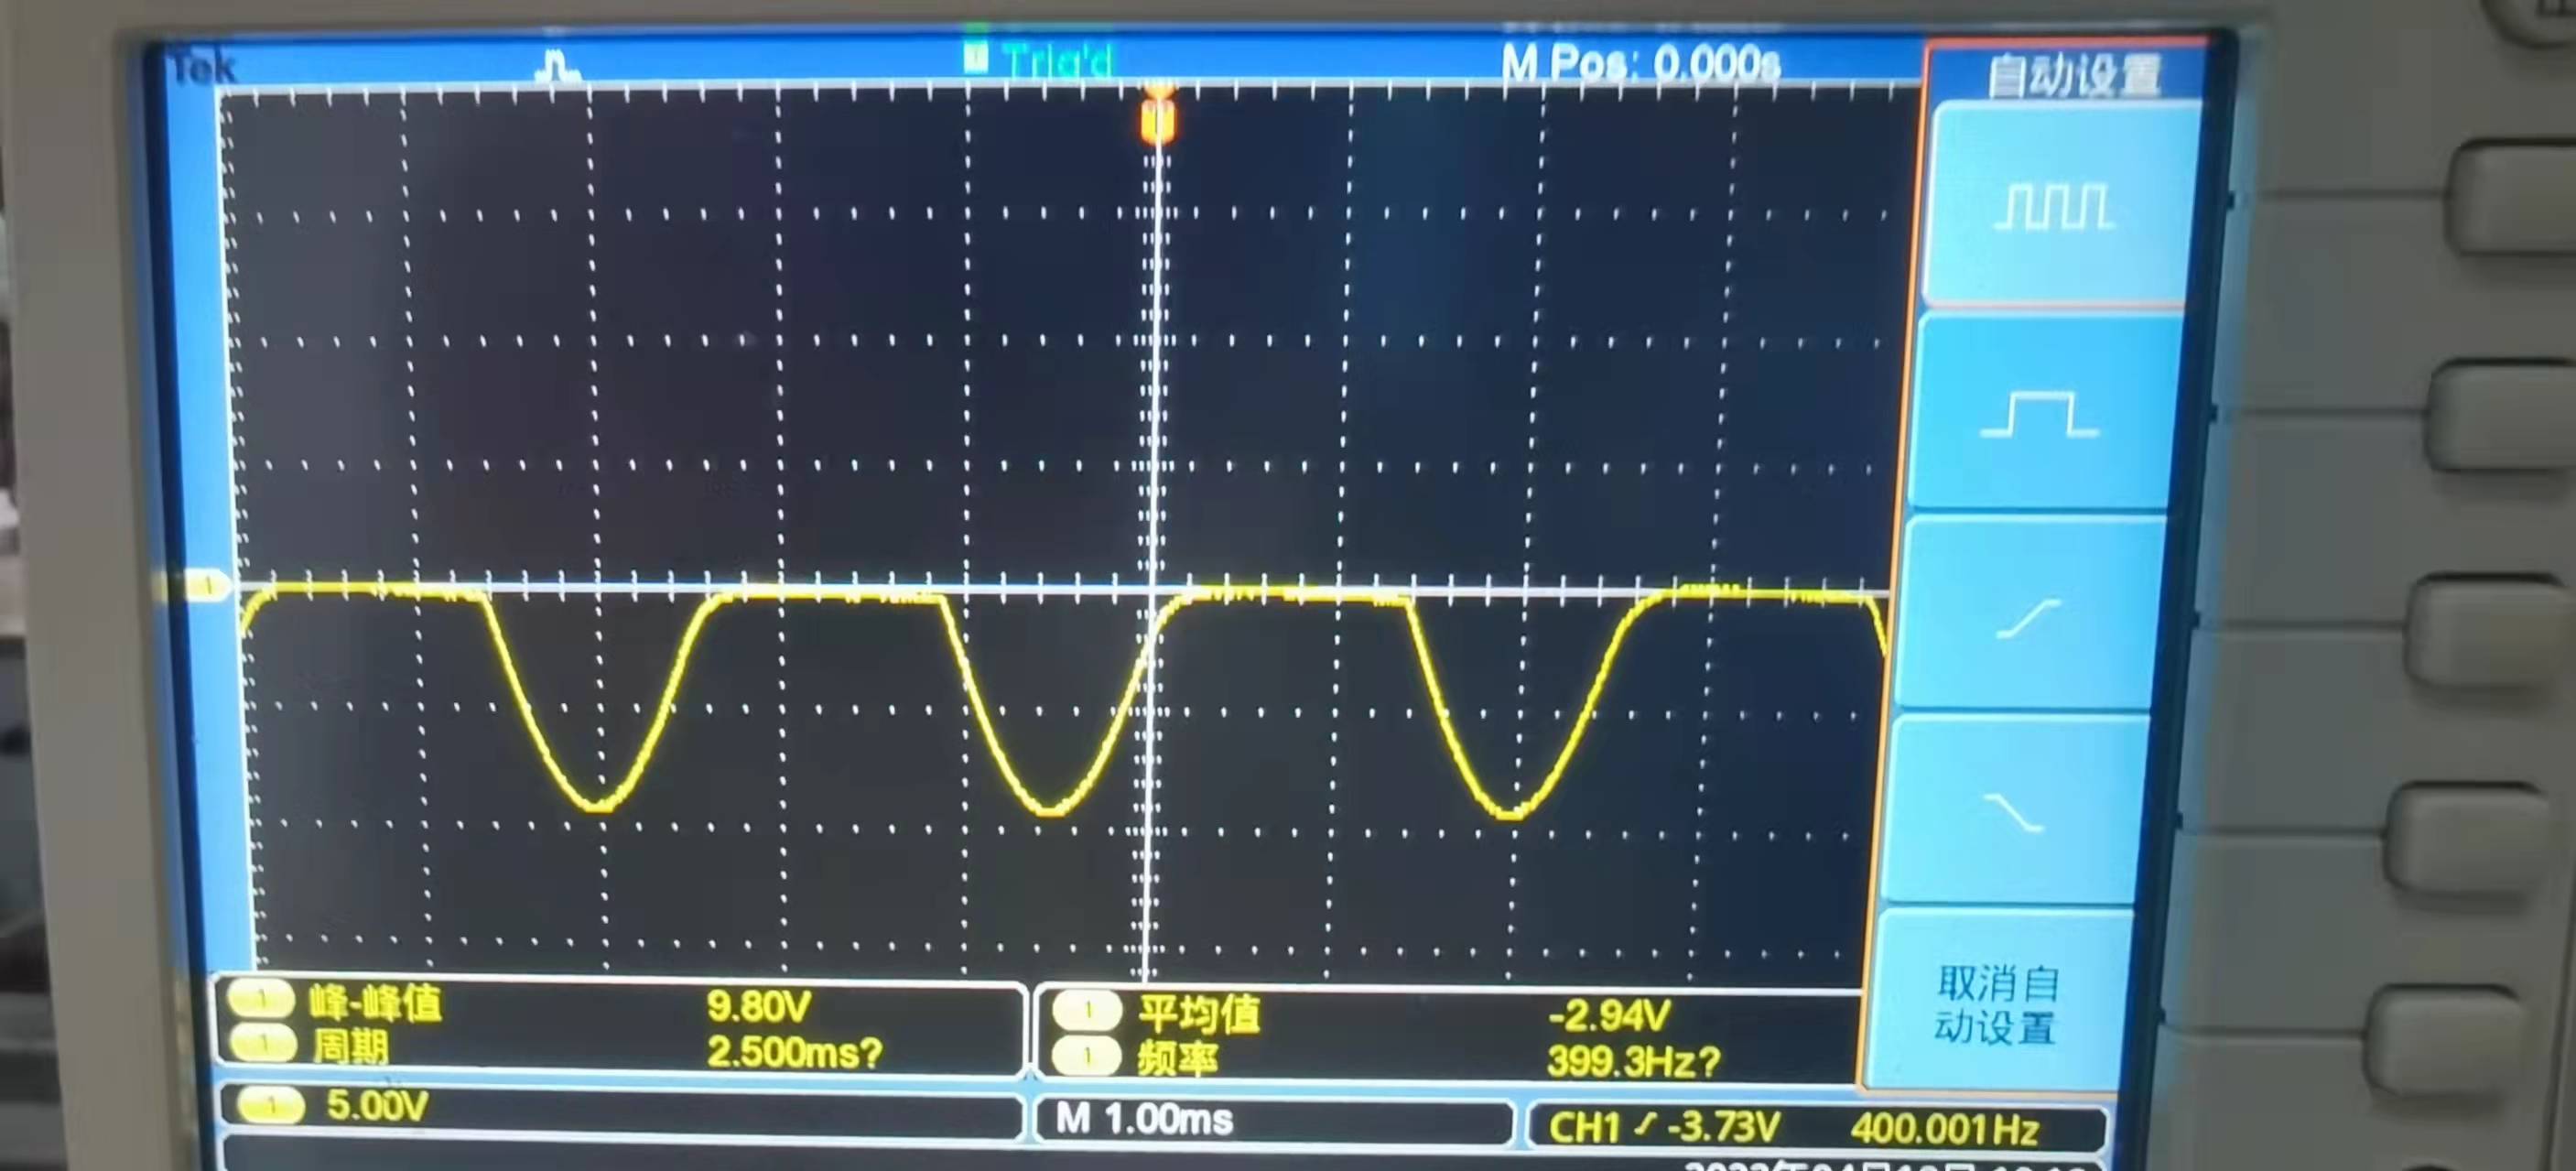 Tek
Trig'd
M Pos: 0.000s
自动设置
1
1 峰-峰值 9.80V
1 周期 2.500ms?
1 平均值 -2.94V
1 频率 399.3Hz?
取消自
动设置
1 5.00V
M 1.00ms
CH1 -3.73V 400.001Hz